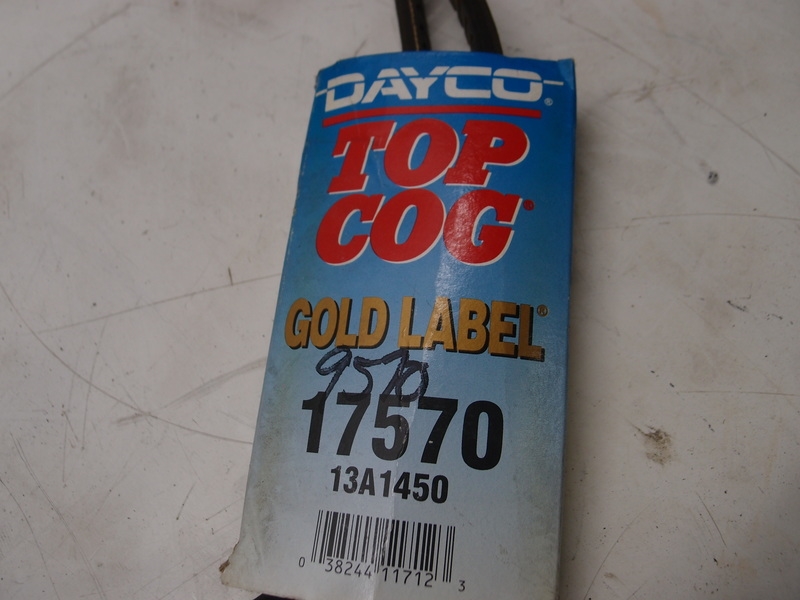 DAYCO®
TOP
COG®
GOLD LABEL®
9570
17570
13A1450
0 38244 11712 3